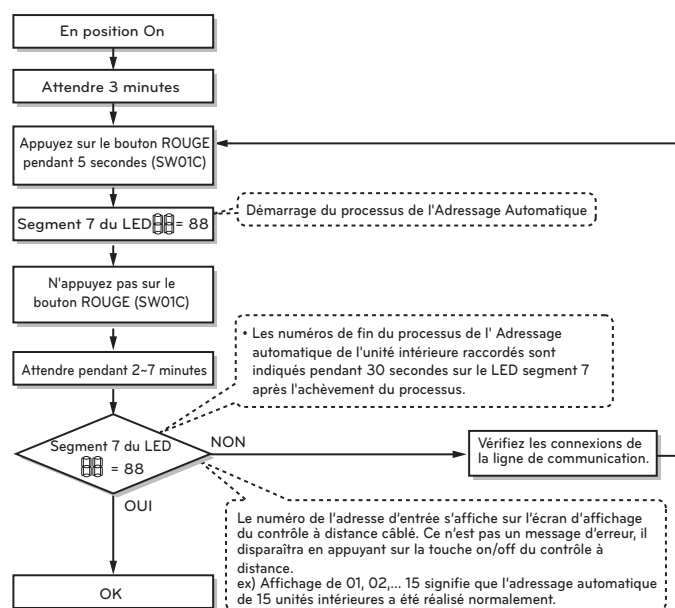 En position On
Attendre 3 minutes
Appuyez sur le bouton ROUGE
pendant 5 secondes (SW01C)
Segment 7 du LED 88 = 88
Démarrage du processus de l'Adressage Automatique
N'appuyez pas sur le
bouton ROUGE (SW01C)
• Les numéros de fin du processus de l' Adressage
automatique de l'unité intérieure raccordés sont
indiqués pendant 30 secondes sur le LED segment 7
après l'achèvement du processus.
Attendre pendant 2~7 minutes
Segment 7 du LED
88 = 88
NON
Vérifiez les connexions de
la ligne de communication.
OUI
Le numéro de l'adresse d'entrée s'affiche sur l'écran d'affichage
du contrôle à distance câblé. Ce n'est pas un message d'erreur, il
disparaîtra en appuyant sur la touche on/off du contrôle à
distance.
ex) Affichage de 01, 02,... 15 signifie que l'adressage automatique
de 15 unités intérieures a été réalisé normalement.
OK